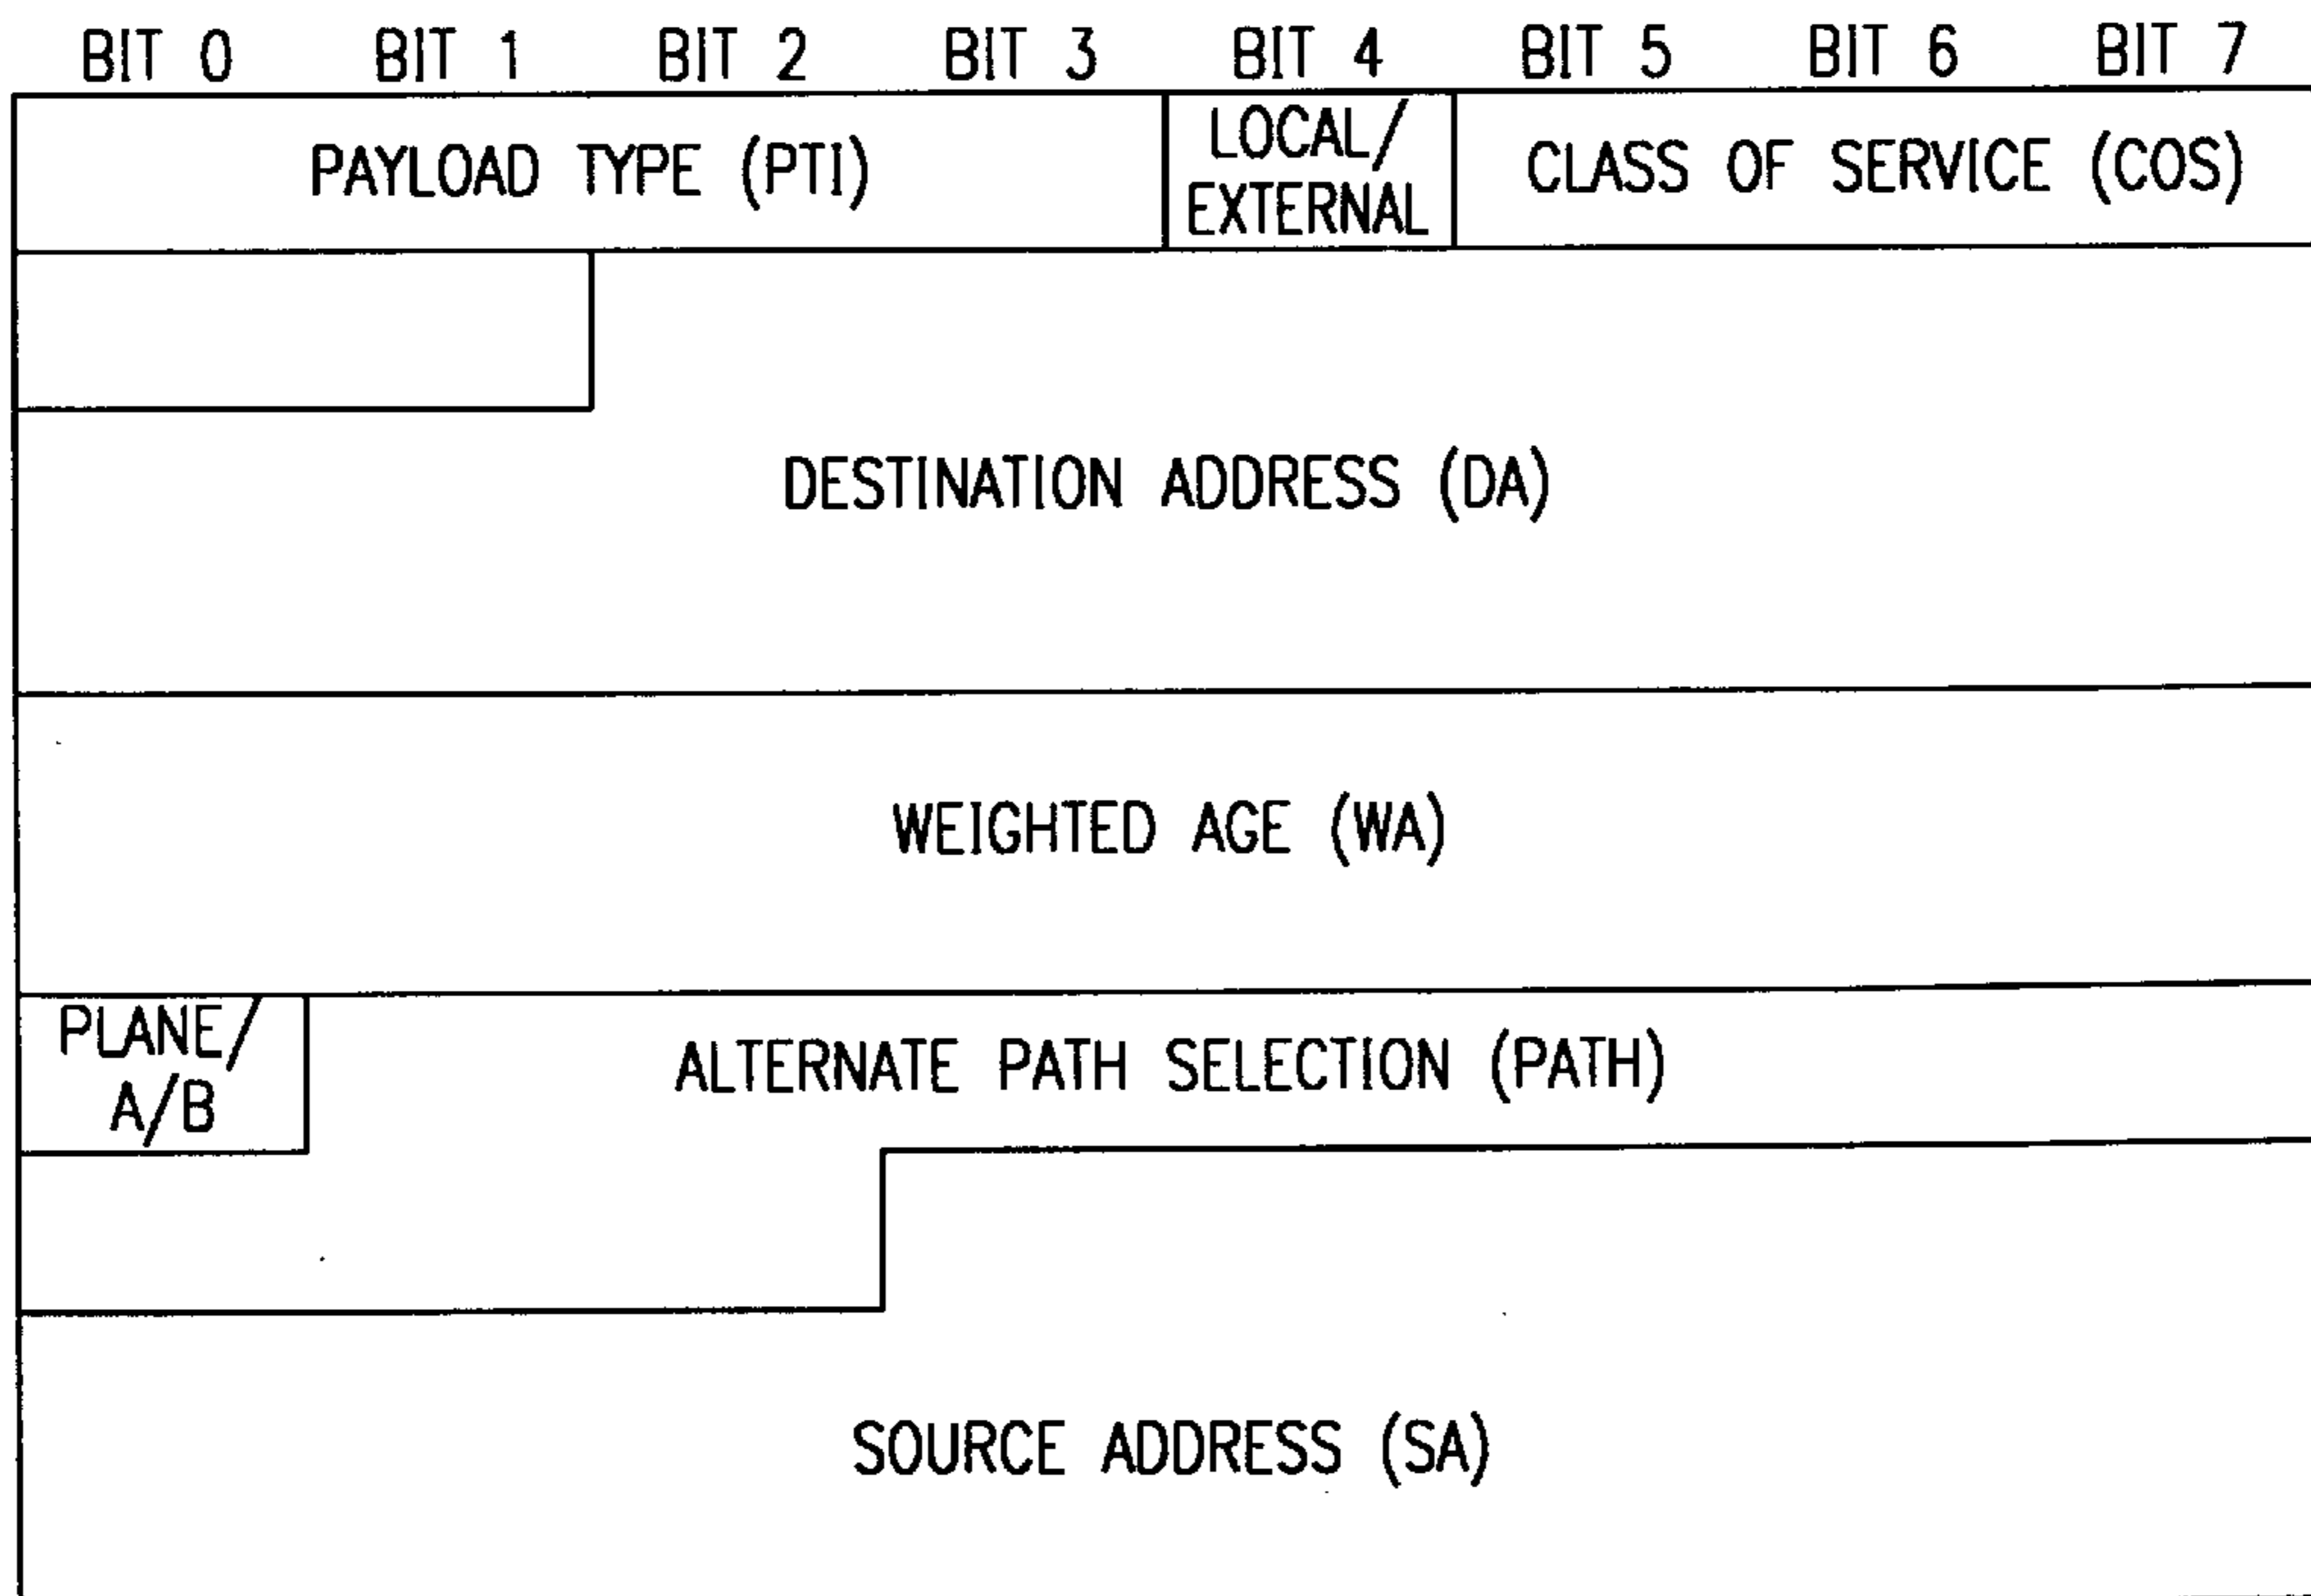 BIT 0 BIT 1 BIT 2 BIT 3 BIT 4 BIT 5 BIT 6 BIT 7
PAYLOAD TYPE (PTI)
LOCAL/
EXTERNAL
CLASS OF SERVICE (COS)
DESTINATION ADDRESS (DA)
WEIGHTED AGE (WA)
PLANE/
A/B
ALTERNATE PATH SELECTION (PATH)
SOURCE ADDRESS (SA)